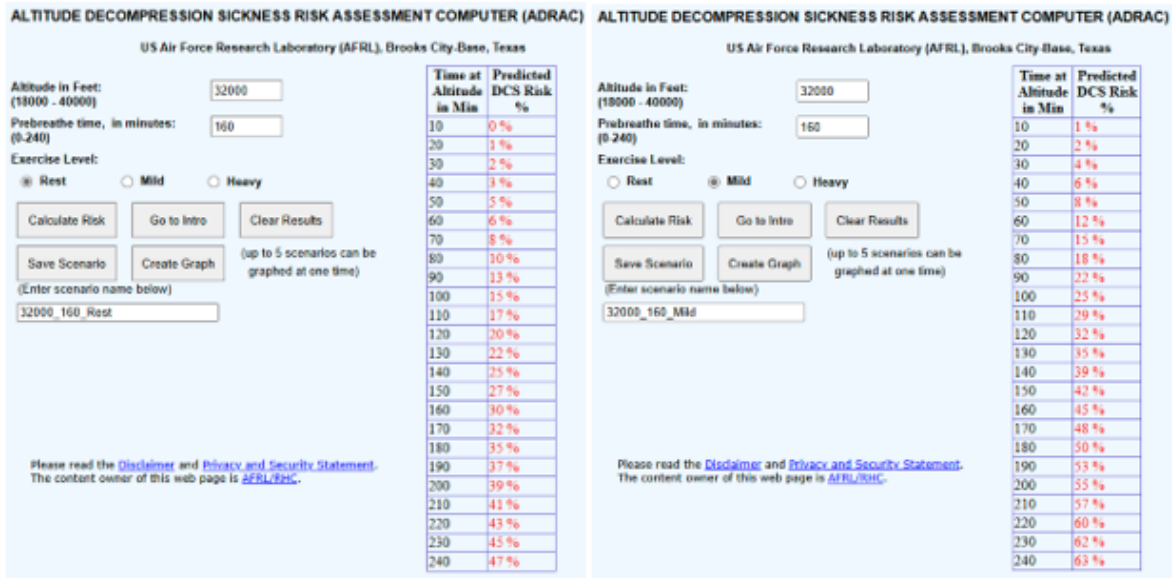 ALTITUDE DECOMPRESSION SICKNESS RISK ASSESSMENT COMPUTER (ADRAC)
US Air Force Research Laboratory (AFRL), Brooks City-Base, Texas
Altitude in Feet:
(18000 - 40000)
32000
Prebreathe time, in minutes:
(0-240)
160
Exercise Level:
Rest Mild Heavy
Calculate Risk Go to Intro Clear Results
Save Scenario Create Graph (up to 5 scenarios can be
graphed at one time)
(Enter scenario name below)
32000_160_Rest
Please read the Disclaimer and Privacy and Security Statement.
The content owner of this web page is AFRL/RHC.
Time at Predicted
Altitude DCS Risk
in Min %
10 0 %
20 1 %
30 2 %
40 3 %
50 5 %
60 6 %
70 8 %
80 10 %
90 13 %
100 15 %
110 17 %
120 20 %
130 22 %
140 25 %
150 27 %
160 30 %
170 32 %
180 35 %
190 37 %
200 39 %
210 41 %
220 43 %
230 45 %
240 47 %
ALTITUDE DECOMPRESSION SICKNESS RISK ASSESSMENT COMPUTER (ADRAC)
US Air Force Research Laboratory (AFRL), Brooks City-Base, Texas
Altitude in Feet:
(18000 - 40000)
32000
Prebreathe time, in minutes:
(0-240)
160
Exercise Level:
Rest Mild Heavy
Calculate Risk Go to Intro Clear Results
Save Scenario Create Graph (up to 5 scenarios can be
graphed at one time)
(Enter scenario name below)
32000_160_Mild
Please read the Disclaimer and Privacy and Security Statement.
The content owner of this web page is AFRL/RHC.
Time at Predicted
Altitude DCS Risk
in Min %
10 1 %
20 2 %
30 4 %
40 6 %
50 8 %
60 12 %
70 15 %
80 18 %
90 22 %
100 25 %
110 29 %
120 32 %
130 35 %
140 39 %
150 42 %
160 45 %
170 48 %
180 50 %
190 53 %
200 55 %
210 57 %
220 60 %
230 62 %
240 63 %